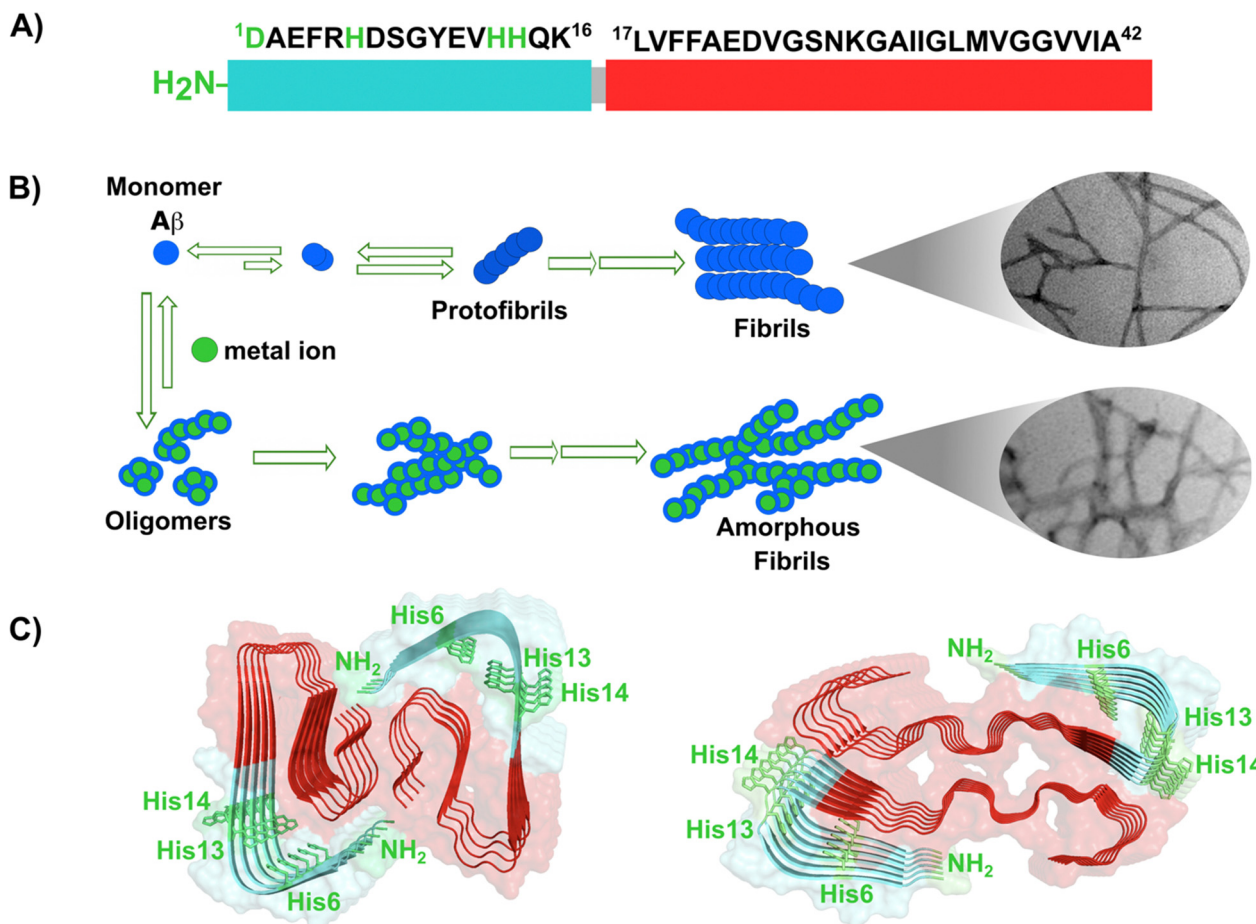 A)
¹DAEFRHDSGYEVHHQK¹⁶ ¹⁷LVFFAEDVGSNKGAIIGLMVGGVVIA⁴²
H₂N-
B)
Monomer
Aβ
Protofibrils
Fibrils
metal ion
Oligomers
Amorphous
Fibrils
C)
His6
NH₂
His13
His14
His14
His13
NH₂
His6
NH₂
His6
His13
His14
His14
His13
NH₂
His6